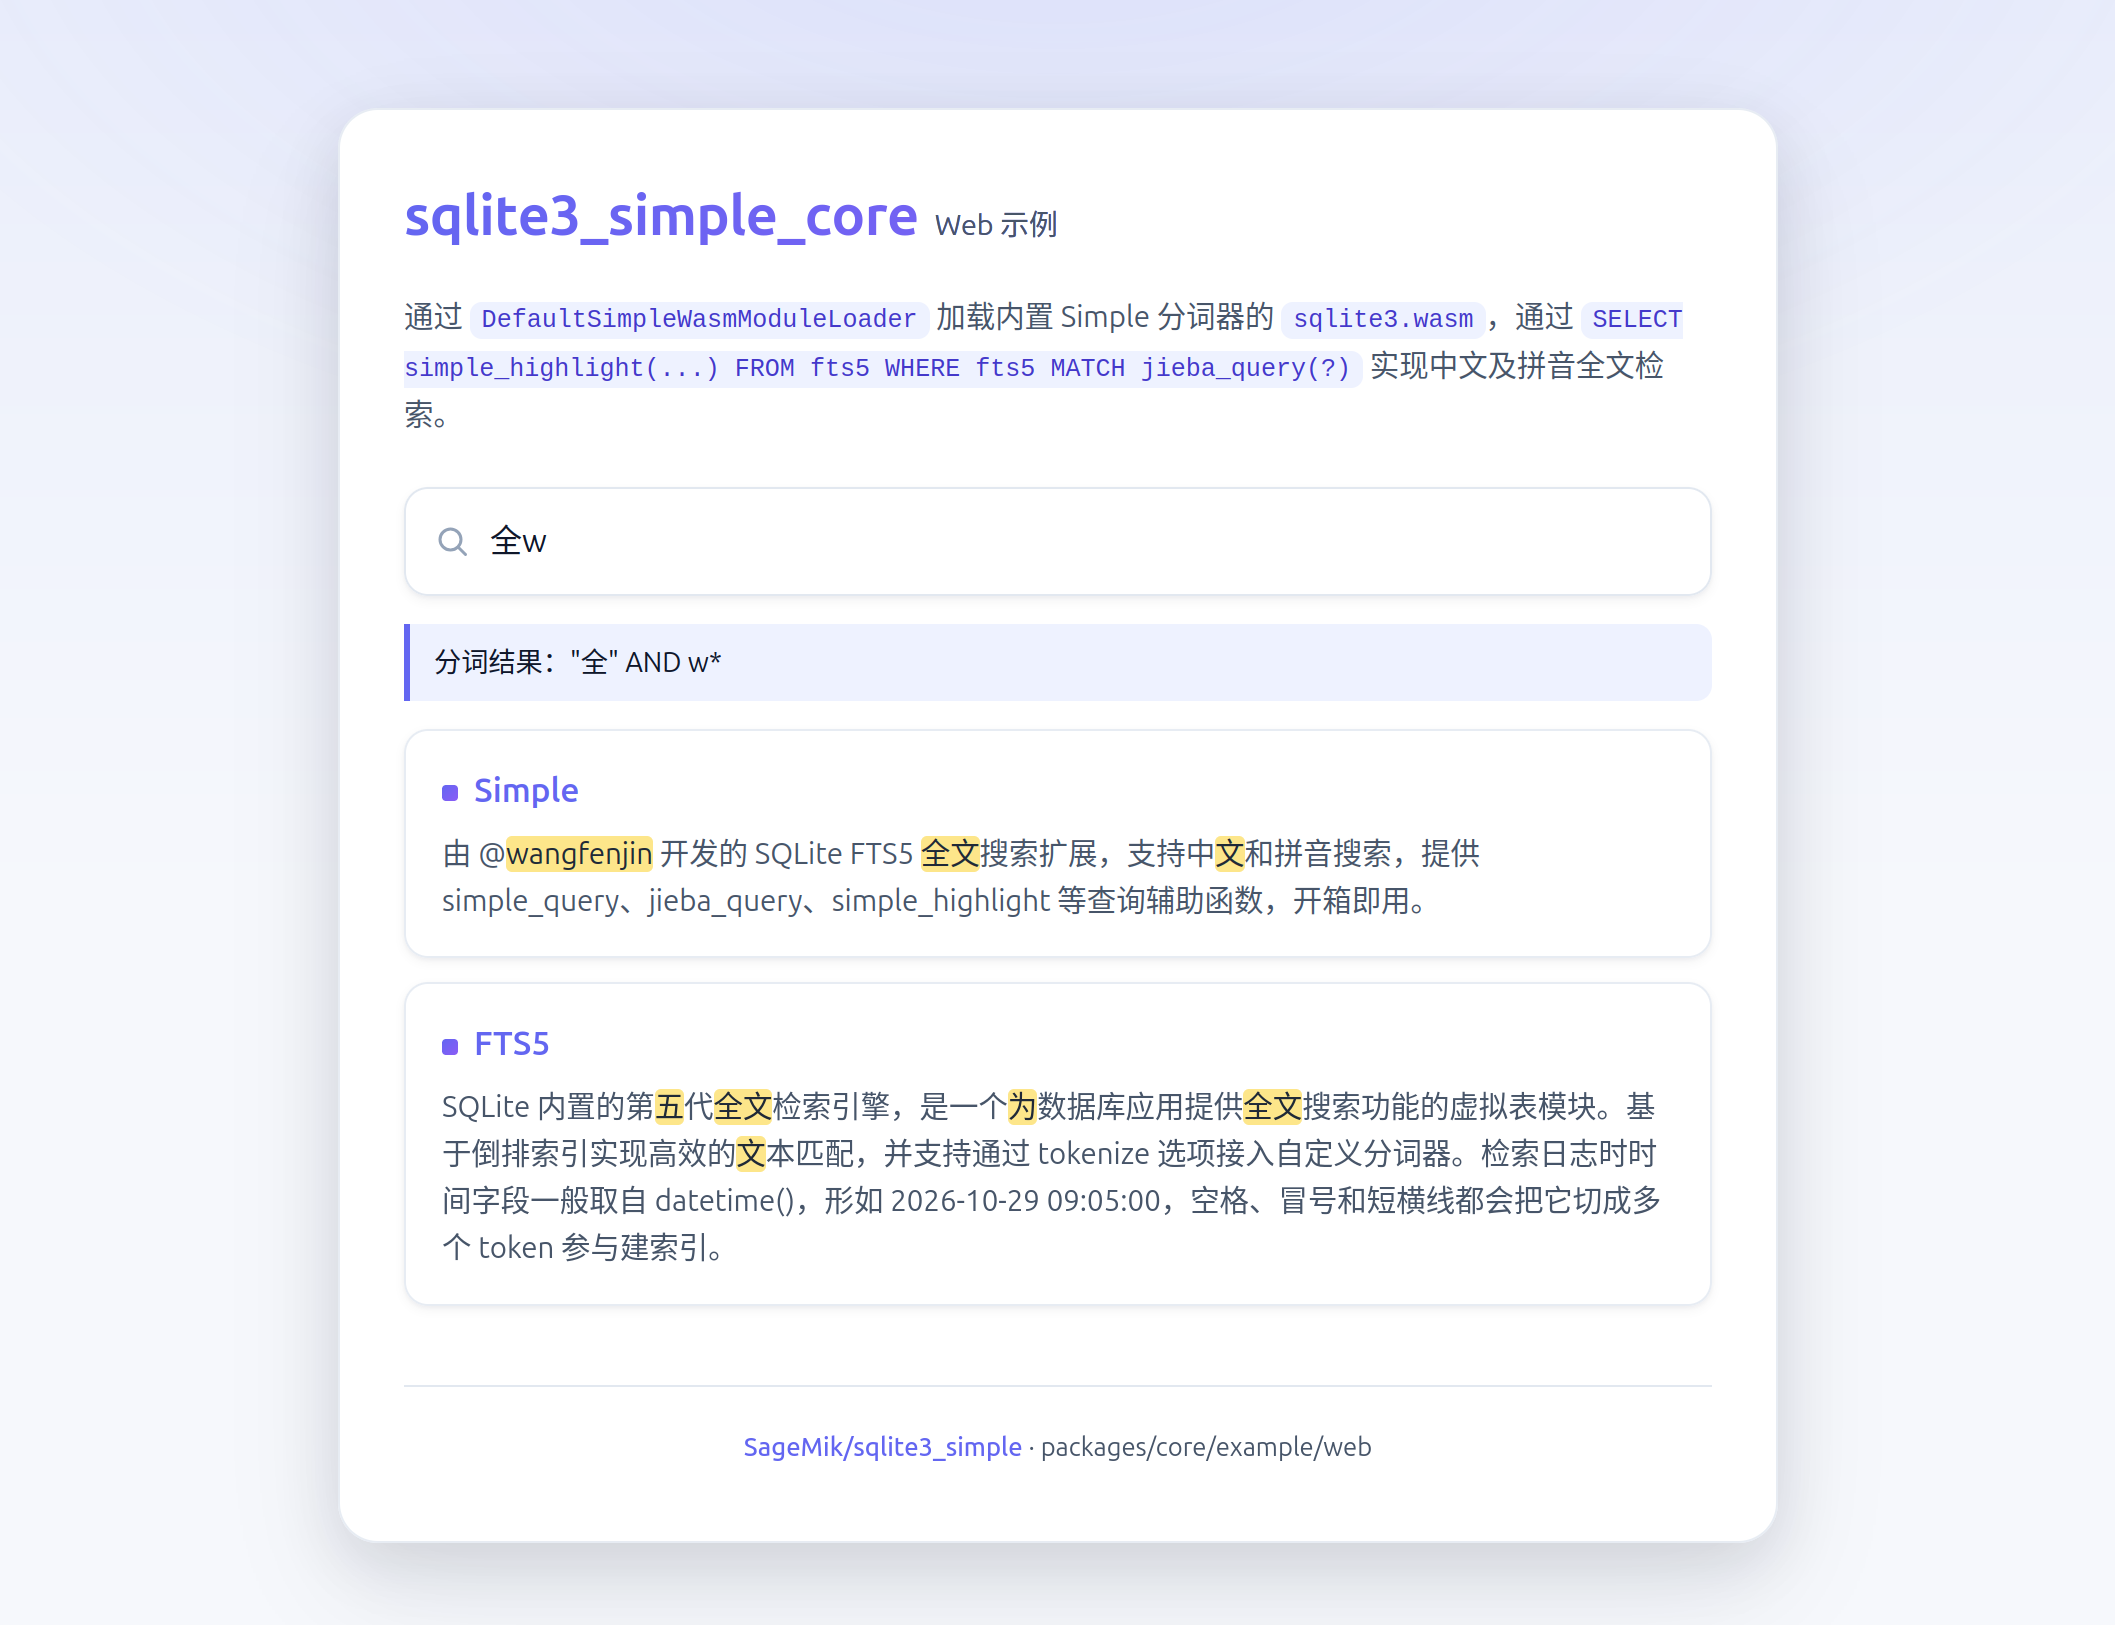 sqlite3_simple_core Web 示例
通过 DefaultSimpleWasmModuleLoader 加载内置 Simple 分词器的 sqlite3.wasm，通过 SELECT
simple_highlight(...) FROM fts5 WHERE fts5 MATCH jieba_query(?) 实现中文及拼音全文检
索。
全w
分词结果："全" AND w*
Simple
由 @wangfenjin 开发的 SQLite FTS5 全文搜索扩展，支持中文和拼音搜索，提供
simple_query、jieba_query、simple_highlight 等查询辅助函数，开箱即用。
FTS5
SQLite 内置的第五代全文检索引擎，是一个为数据库应用提供全文搜索功能的虚拟表模块。基
于倒排索引实现高效的文本匹配，并支持通过 tokenize 选项接入自定义分词器。检索日志时时
间字段一般取自 datetime()，形如 2026-10-29 09:05:00，空格、冒号和短横线都会把它切成多
个 token 参与建索引。
SageMik/sqlite3_simple · packages/core/example/web